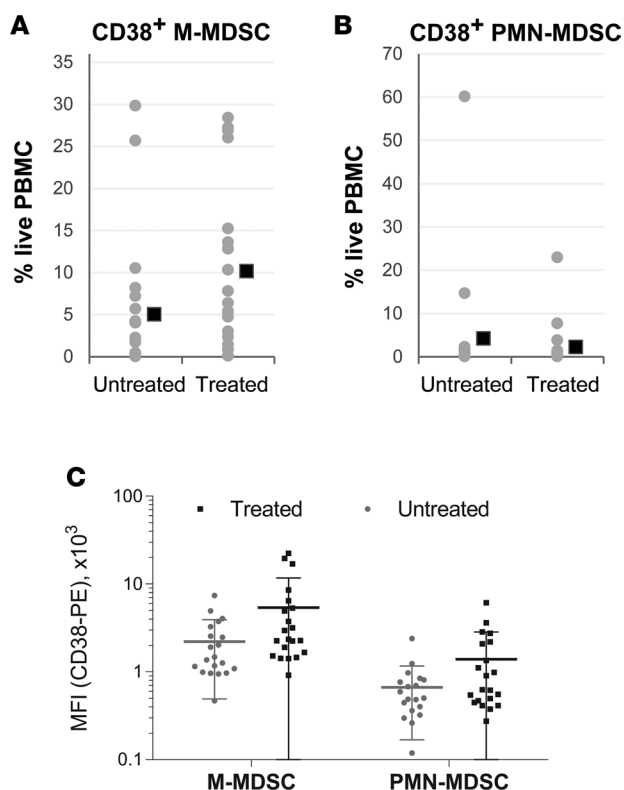 A
CD38+ M-MDSC
% live PBMC
35
30
25
20
15
10
5
0
Untreated Treated
B
CD38+ PMN-MDSC
% live PBMC
70
60
50
40
30
20
10
0
Untreated Treated
C
MFI (CD38-PE), x10³
100
10
1
0.1
Treated Untreated
M-MDSC PMN-MDSC